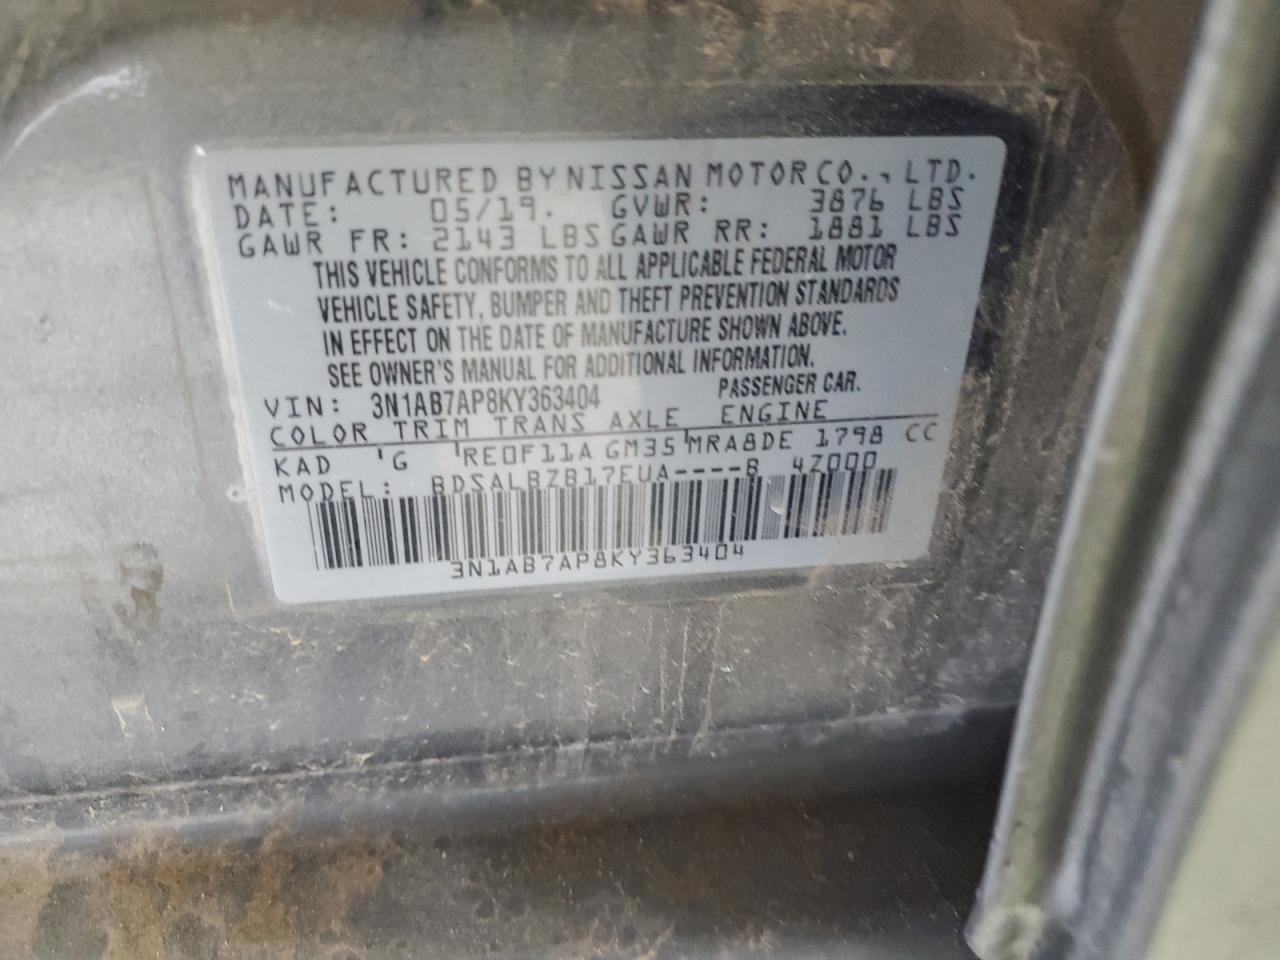 MANUFACTURED BY NISSAN MOTOR CO., LTD.
DATE: 05/19. GVWR: 3876 LBS
GAWR FR: 2143 LBS GAWR RR: 1881 LBS
THIS VEHICLE CONFORMS TO ALL APPLICABLE FEDERAL MOTOR
VEHICLE SAFETY, BUMPER AND THEFT PREVENTION STANDARDS
IN EFFECT ON THE DATE OF MANUFACTURE SHOWN ABOVE.
SEE OWNER'S MANUAL FOR ADDITIONAL INFORMATION.
VIN: 3N1AB7AP8KY363404 PASSENGER CAR.
COLOR TRIM TRANS AXLE ENGINE
KAD G RE0F11A GM35 MRA8DE 1798 CC
MODEL: BDSALBZB17EUA----B 4Z000
3N1AB7AP8KY363404